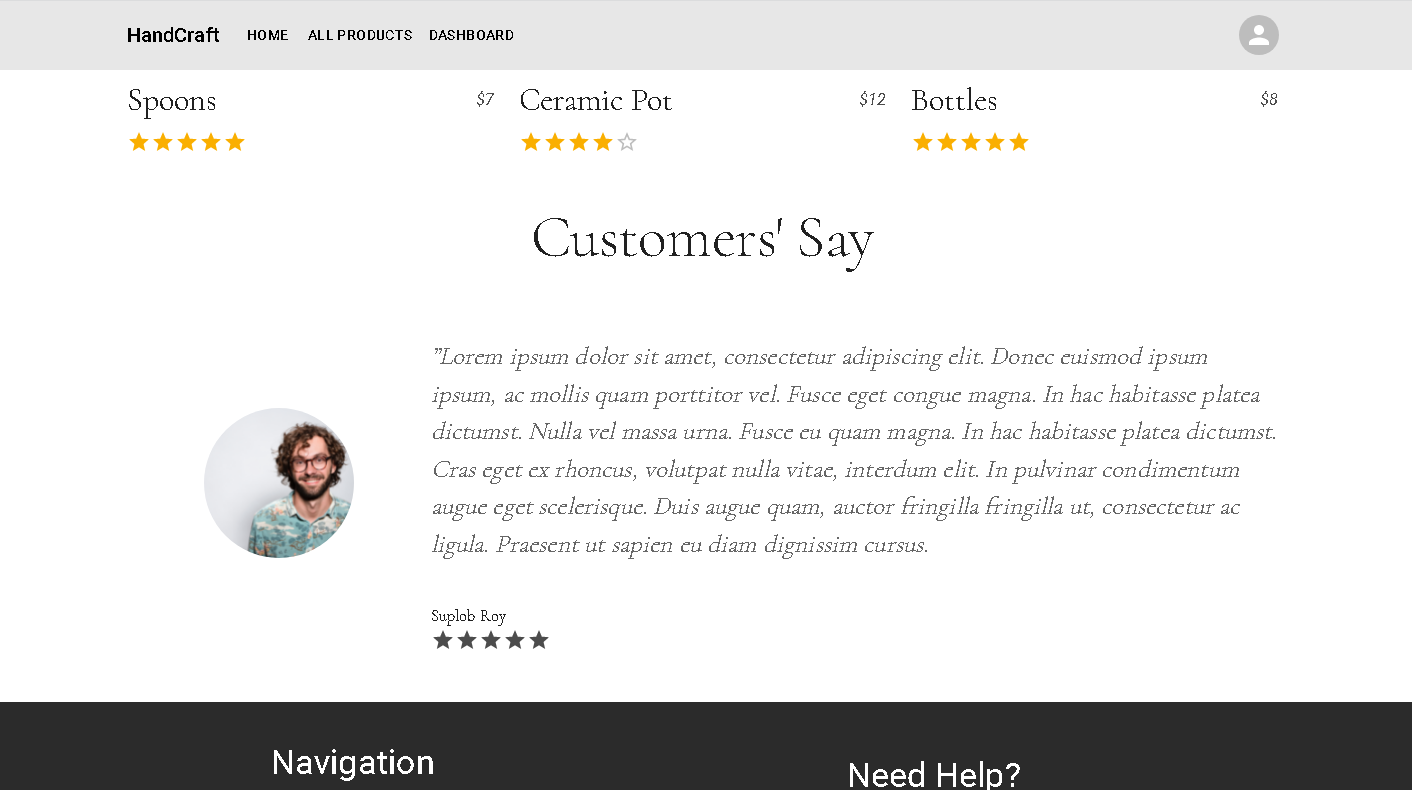 HandCraft HOME ALL PRODUCTS DASHBOARD
Spoons $7 Ceramic Pot $12 Bottles $8
Customers' Say
"Lorem ipsum dolor sit amet, consectetur adipiscing elit. Donec euismod ipsum
ipsum, ac mollis quam porttitor vel. Fusce eget congue magna. In hac habitasse platea
dictumst. Nulla vel massa urna. Fusce eu quam magna. In hac habitasse platea dictumst.
Cras eget ex rhoncus, volutpat nulla vitae, interdum elit. In pulvinar condimentum
augue eget scelerisque. Duis augue quam, auctor fringilla fringilla ut, consectetur ac
ligula. Praesent ut sapien eu diam dignissim cursus.
Suplob Roy
Navigation
Need Help?